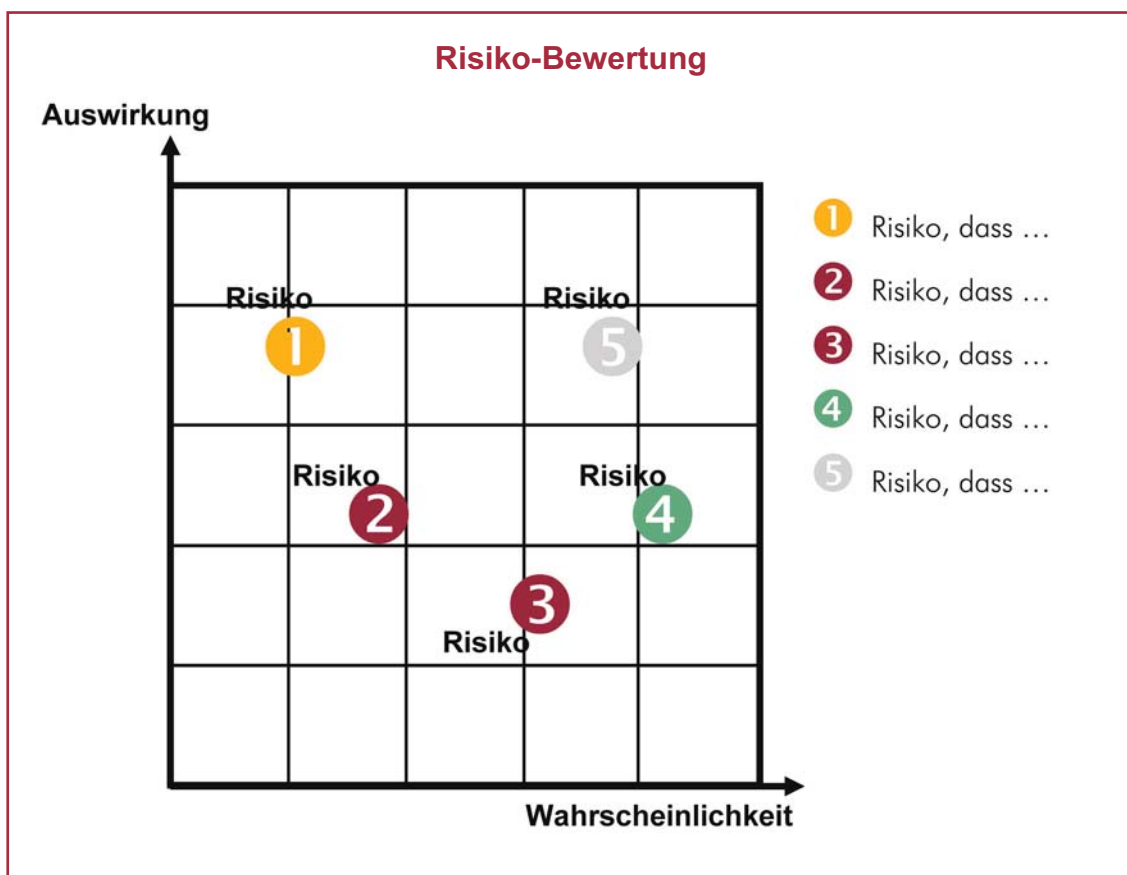 Risiko-Bewertung
Auswirkung
Risiko
1
Risiko
5
Risiko
2
Risiko
4
3
Risiko
Wahrscheinlichkeit
1 Risiko, dass …
2 Risiko, dass …
3 Risiko, dass …
4 Risiko, dass …
5 Risiko, dass …